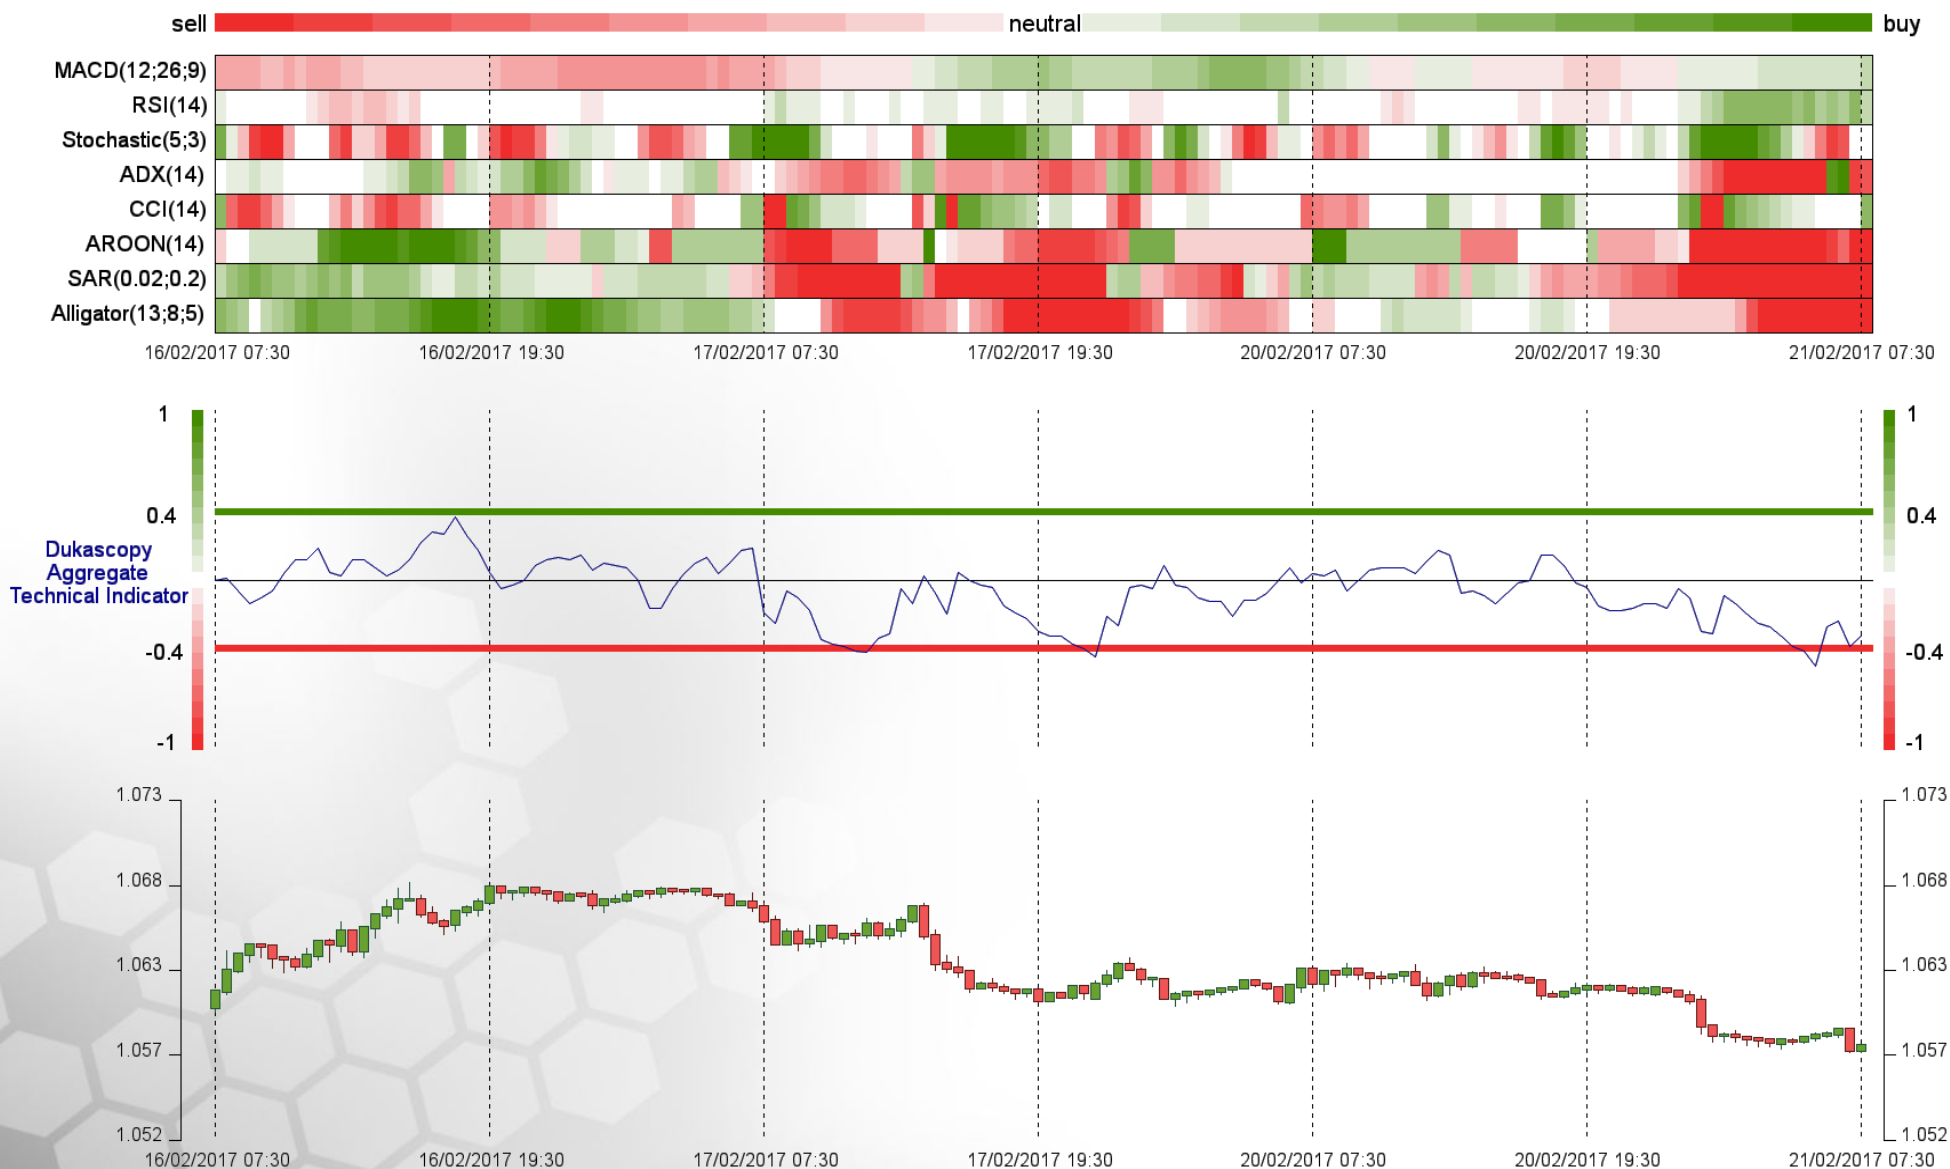 sell neutral buy
MACD(12;26;9)
RSI(14)
Stochastic(5;3)
ADX(14)
CCI(14)
AROON(14)
SAR(0.02;0.2)
Alligator(13;8;5)
16/02/2017 07:30 16/02/2017 19:30 17/02/2017 07:30 17/02/2017 19:30 20/02/2017 07:30 20/02/2017 19:30 21/02/2017 07:30
1 1
0.4 0.4
Dukascopy
Aggregate
Technical Indicator
-0.4 -0.4
-1 -1
1.073 1.073
1.068 1.068
1.063 1.063
1.057 1.057
1.052 1.052
16/02/2017 07:30 16/02/2017 19:30 17/02/2017 07:30 17/02/2017 19:30 20/02/2017 07:30 20/02/2017 19:30 21/02/2017 07:30